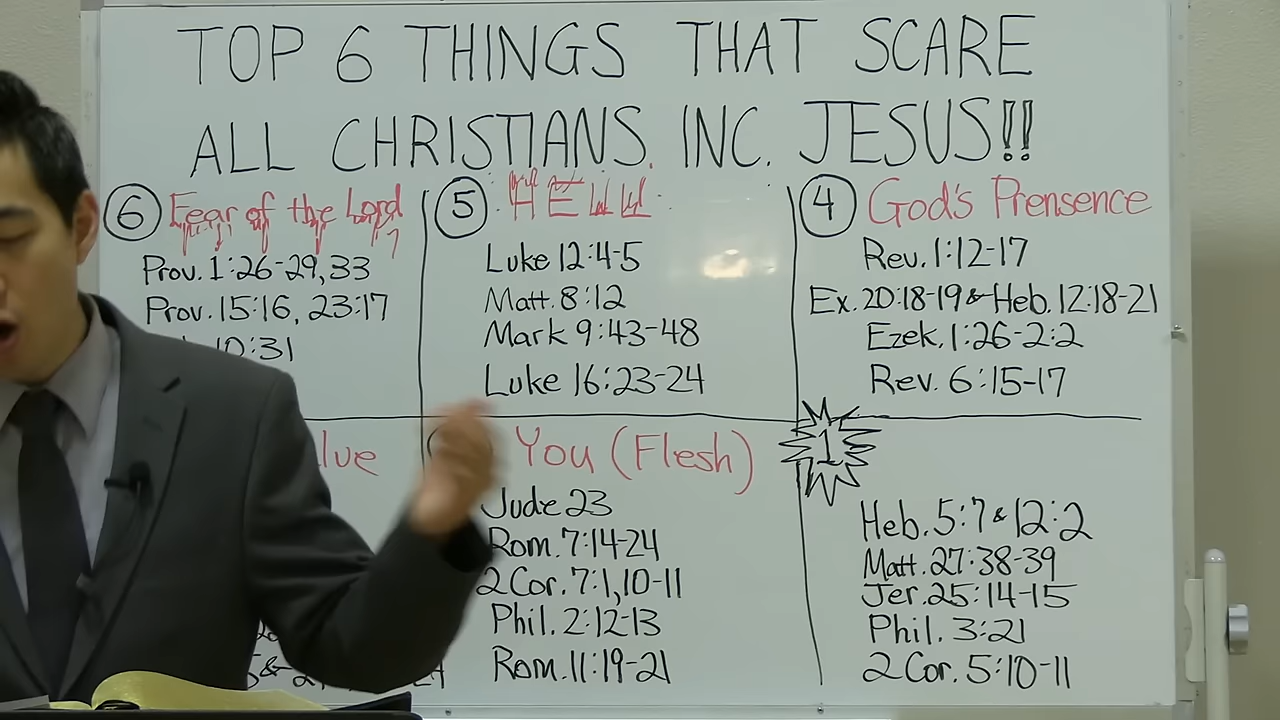 TOP 6 THINGS THAT SCARE
ALL CHRISTIANS, INC. JESUS!!
6 Fear of the Lord
Prov. 1:26-29,33
Prov. 15:16, 23:17
10:31
5 HELL
Luke 12:4-5
Matt. 8:12
Mark 9:43-48
Luke 16:23-24
4 God's Prensence
Rev. 1:12-17
Ex. 20:18-19 & Heb. 12:18-21
Ezek. 1:26-2:2
Rev. 6:15-17
You (Flesh)
Jude 23
Rom. 7:14-24
2 Cor. 7:1,10-11
Phil. 2:12-13
Rom. 11:19-21
1
Heb. 5:7 & 12:2
Matt. 27:38-39
Jer. 25:14-15
Phil. 3:21
2 Cor. 5:10-11